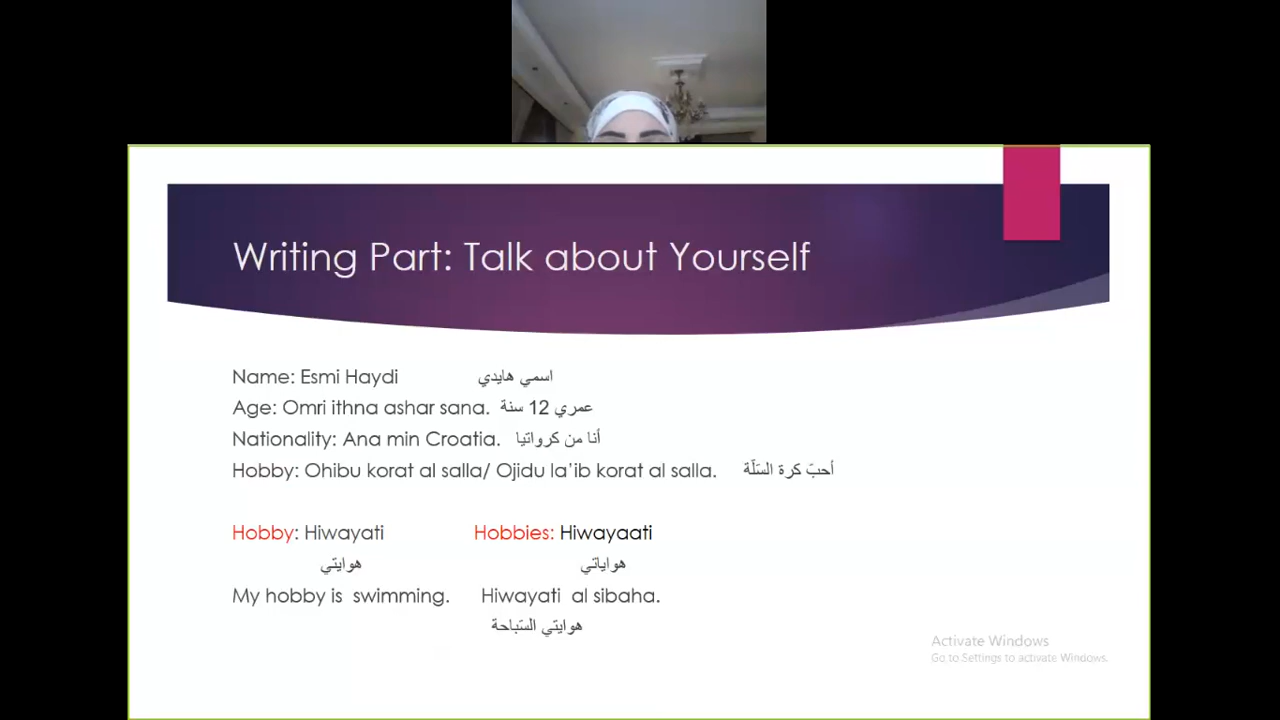 Writing Part: Talk about Yourself
Name: Esmi Haydi اسمي هايدي
Age: Omri ithna ashar sana. عمري 12 سنة
Nationality: Ana min Croatia. أنا من كرواتيا
Hobby: Ohibu korat al salla/ Ojidu la'ib korat al salla. أحبّ كرة السّلّة
Hobby: Hiwayati Hobbies: Hiwayaati
هوايتي هواياتي
My hobby is swimming. Hiwayati al sibaha.
هوايتي السّباحة
Activate Windows
Go to Settings to activate Windows.